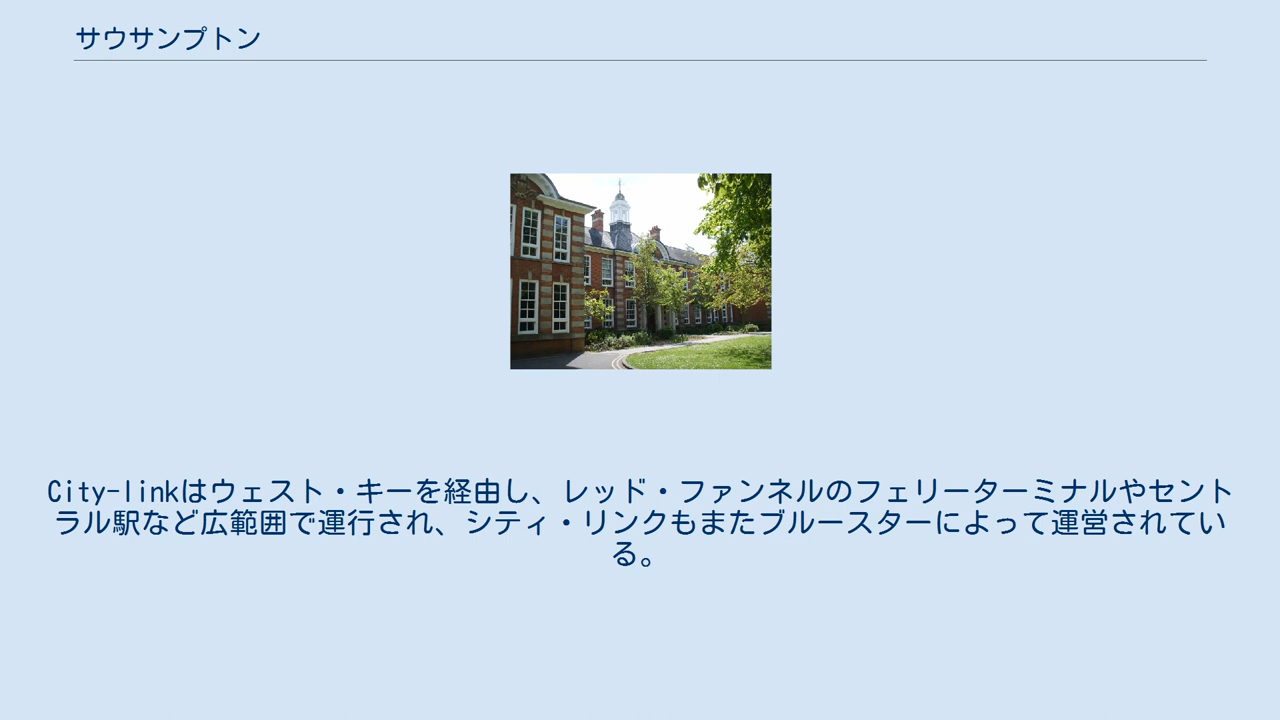 サウサンプトン
City-linkはウェスト・キーを経由し、レッド・ファンネルのフェリーターミナルやセント
ラル駅など広範囲で運行され、シティ・リンクもまたブルースターによって運営されてい
る。